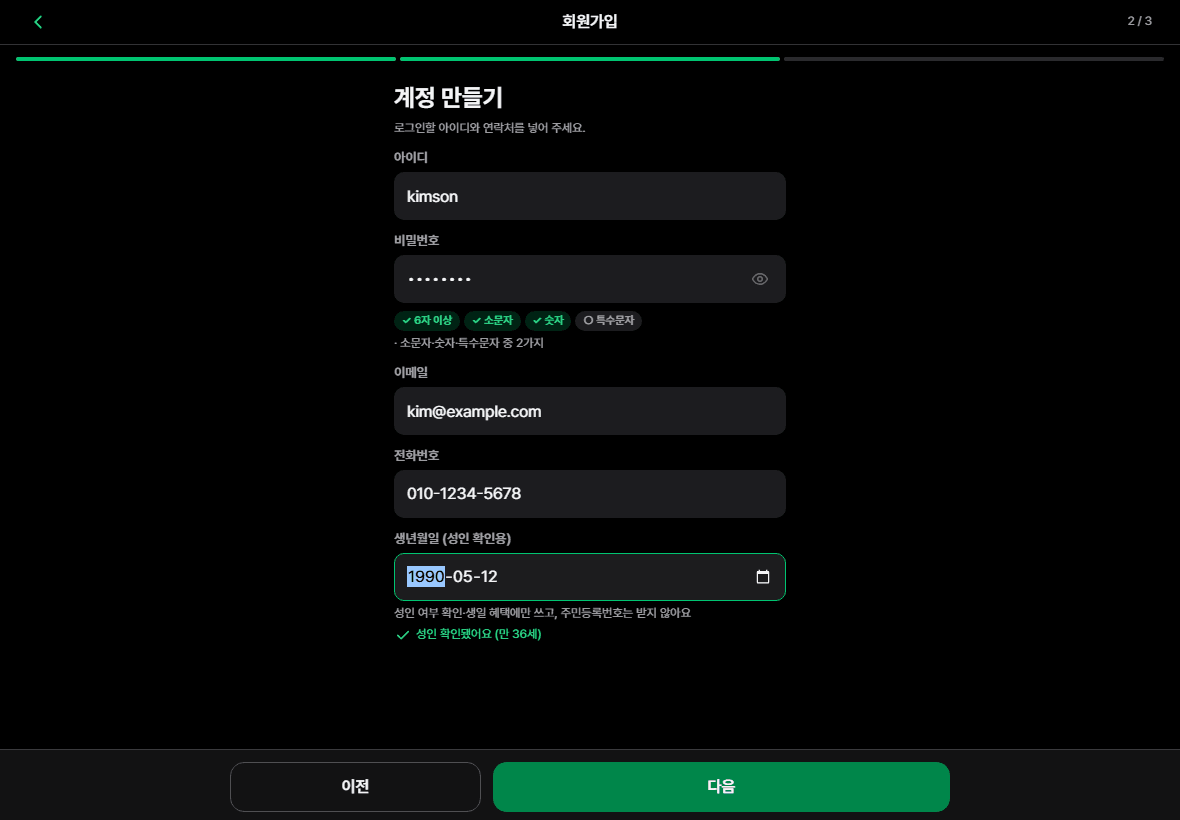 회원가입
2 / 3
계정 만들기
로그인할 아이디와 연락처를 넣어 주세요.
아이디
kimson
비밀번호
••••••••
6자 이상 소문자 숫자 특수문자
· 소문자·숫자·특수문자 중 2가지
이메일
kim@example.com
전화번호
010-1234-5678
생년월일 (성인 확인용)
1990-05-12
성인 여부 확인·생일 혜택에만 쓰고, 주민등록번호는 받지 않아요
성인 확인됐어요 (만 36세)
이전
다음